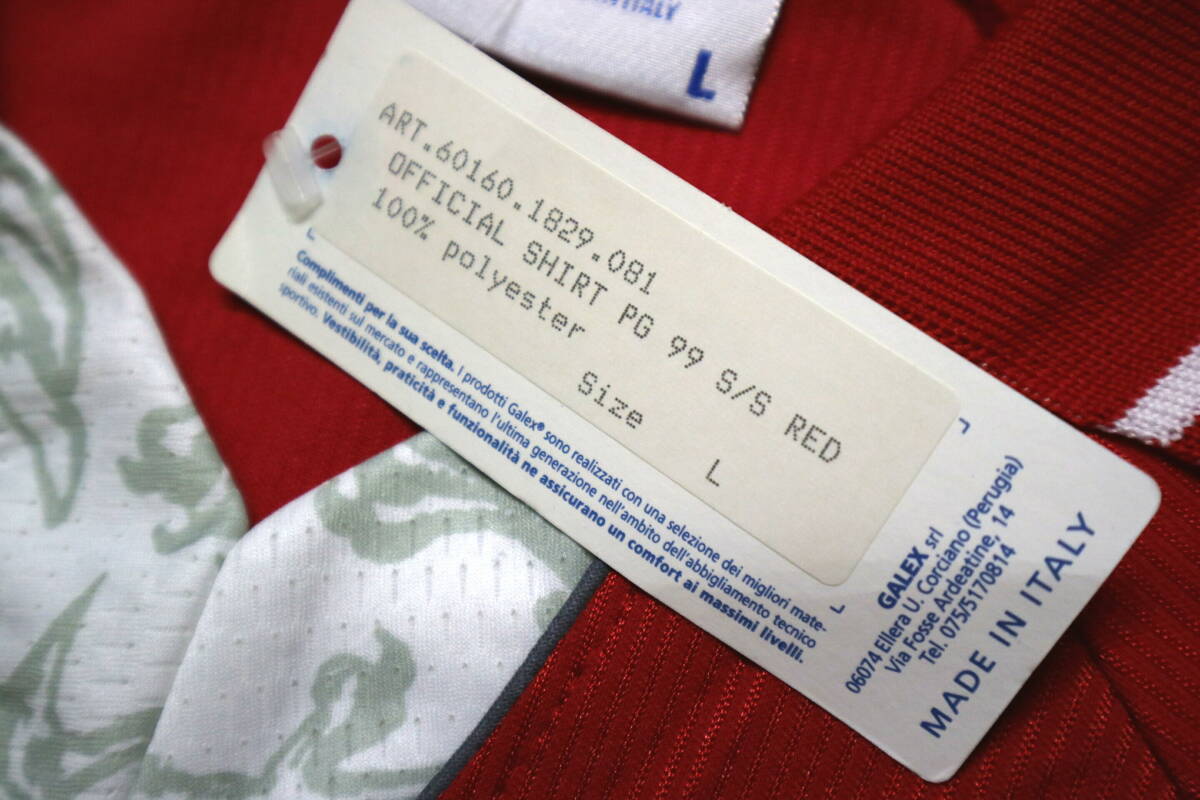 ITALY
L
ART.60160.1829.081
OFFICIAL SHIRT PG 99 S/S RED
100% polyester
Size
L
Complimenti per la sua scelta. I prodotti Galex® sono realizzati con una selezione dei migliori mate-
riali esistenti sul mercato e rappresentano l'ultima generazione nell'ambito dell'abbigliamento tecnico
sportivo. Vestibilità, praticità e funzionalità ne assicurano un comfort ai massimi livelli.
GALEX srl
06074 Ellera U. Corciano (Perugia)
Via Fosse Ardeatine, 14
Tel. 075/5170814
MADE IN ITALY